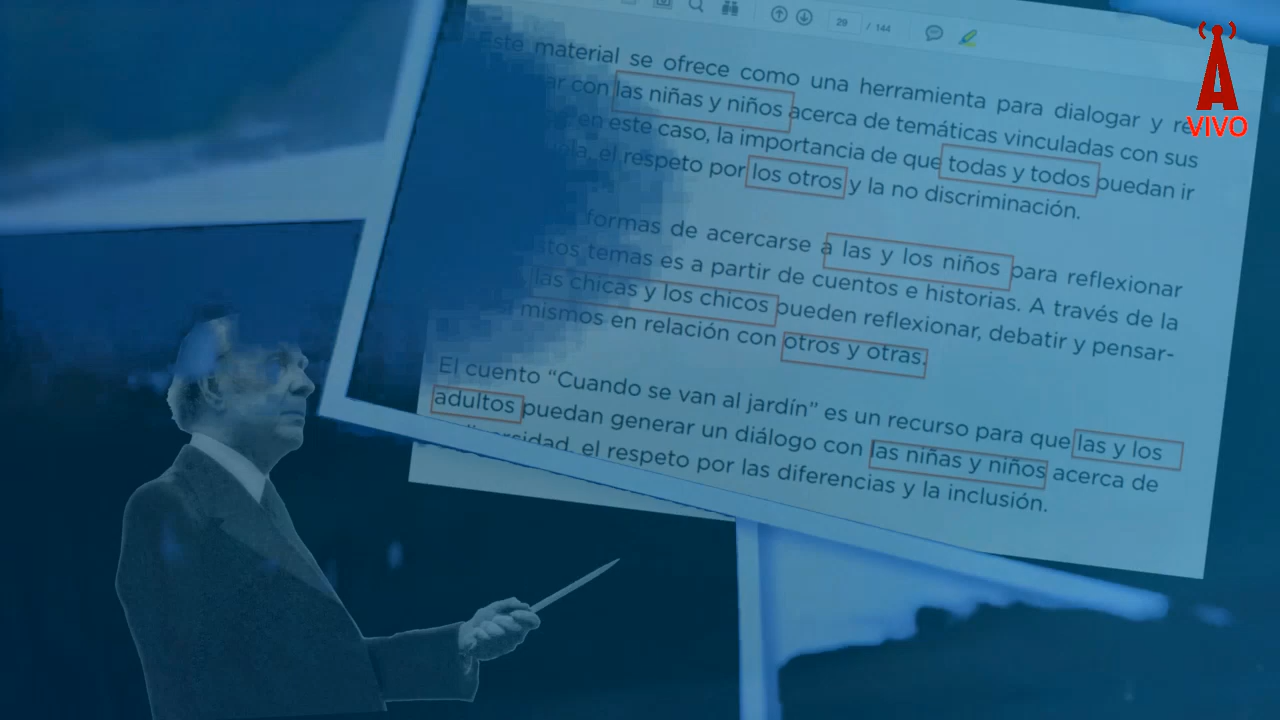 29 / 144
VIVO
Este material se ofrece como una herramienta para dialogar y re
ar con las niñas y niños acerca de temáticas vinculadas con sus
en este caso, la importancia de que todas y todos puedan ir
el respeto por los otros y la no discriminación.
formas de acercarse a las y los niños para reflexionar
stos temas es a partir de cuentos e historias. A través de la
las chicas y los chicos pueden reflexionar, debatir y pensar-
a mismos en relación con otros y otras.
El cuento “Cuando se van al jardín” es un recurso para que las y los
adultos puedan generar un diálogo con las niñas y niños acerca de
ersidad, el respeto por las diferencias y la inclusión.